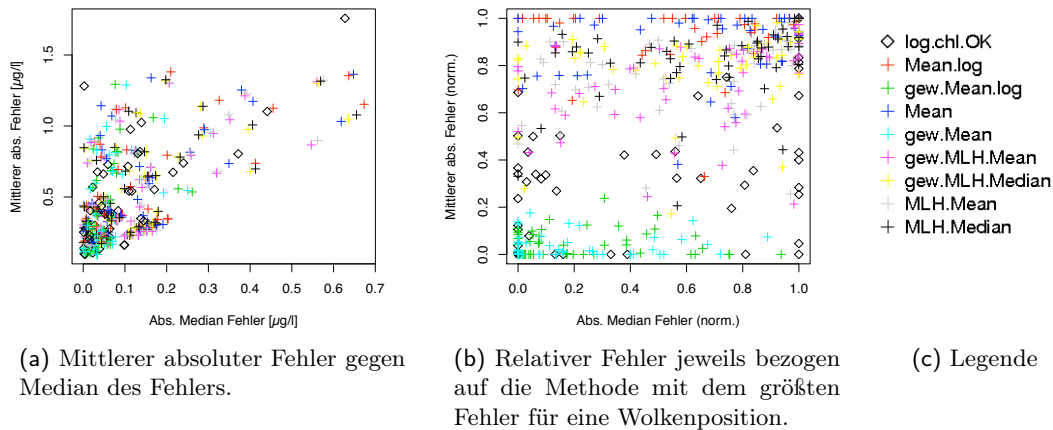 Mittlerer abs. Fehler [µg/l]
1.5
1.0
0.5
0.0 0.1 0.2 0.3 0.4 0.5 0.6 0.7
Abs. Median Fehler [µg/l]
(a) Mittlerer absoluter Fehler gegen
Median des Fehlers.
Mittlerer abs. Fehler (norm.)
1.0
0.8
0.6
0.4
0.2
0.0
0.0 0.2 0.4 0.6 0.8 1.0
Abs. Median Fehler (norm.)
(b) Relativer Fehler jeweils bezogen
auf die Methode mit dem größten
Fehler für eine Wolkenposition.
log.chl.OK
Mean.log
gew.Mean.log
Mean
gew.Mean
gew.MLH.Mean
gew.MLH.Median
MLH.Mean
MLH.Median
(c) Legende